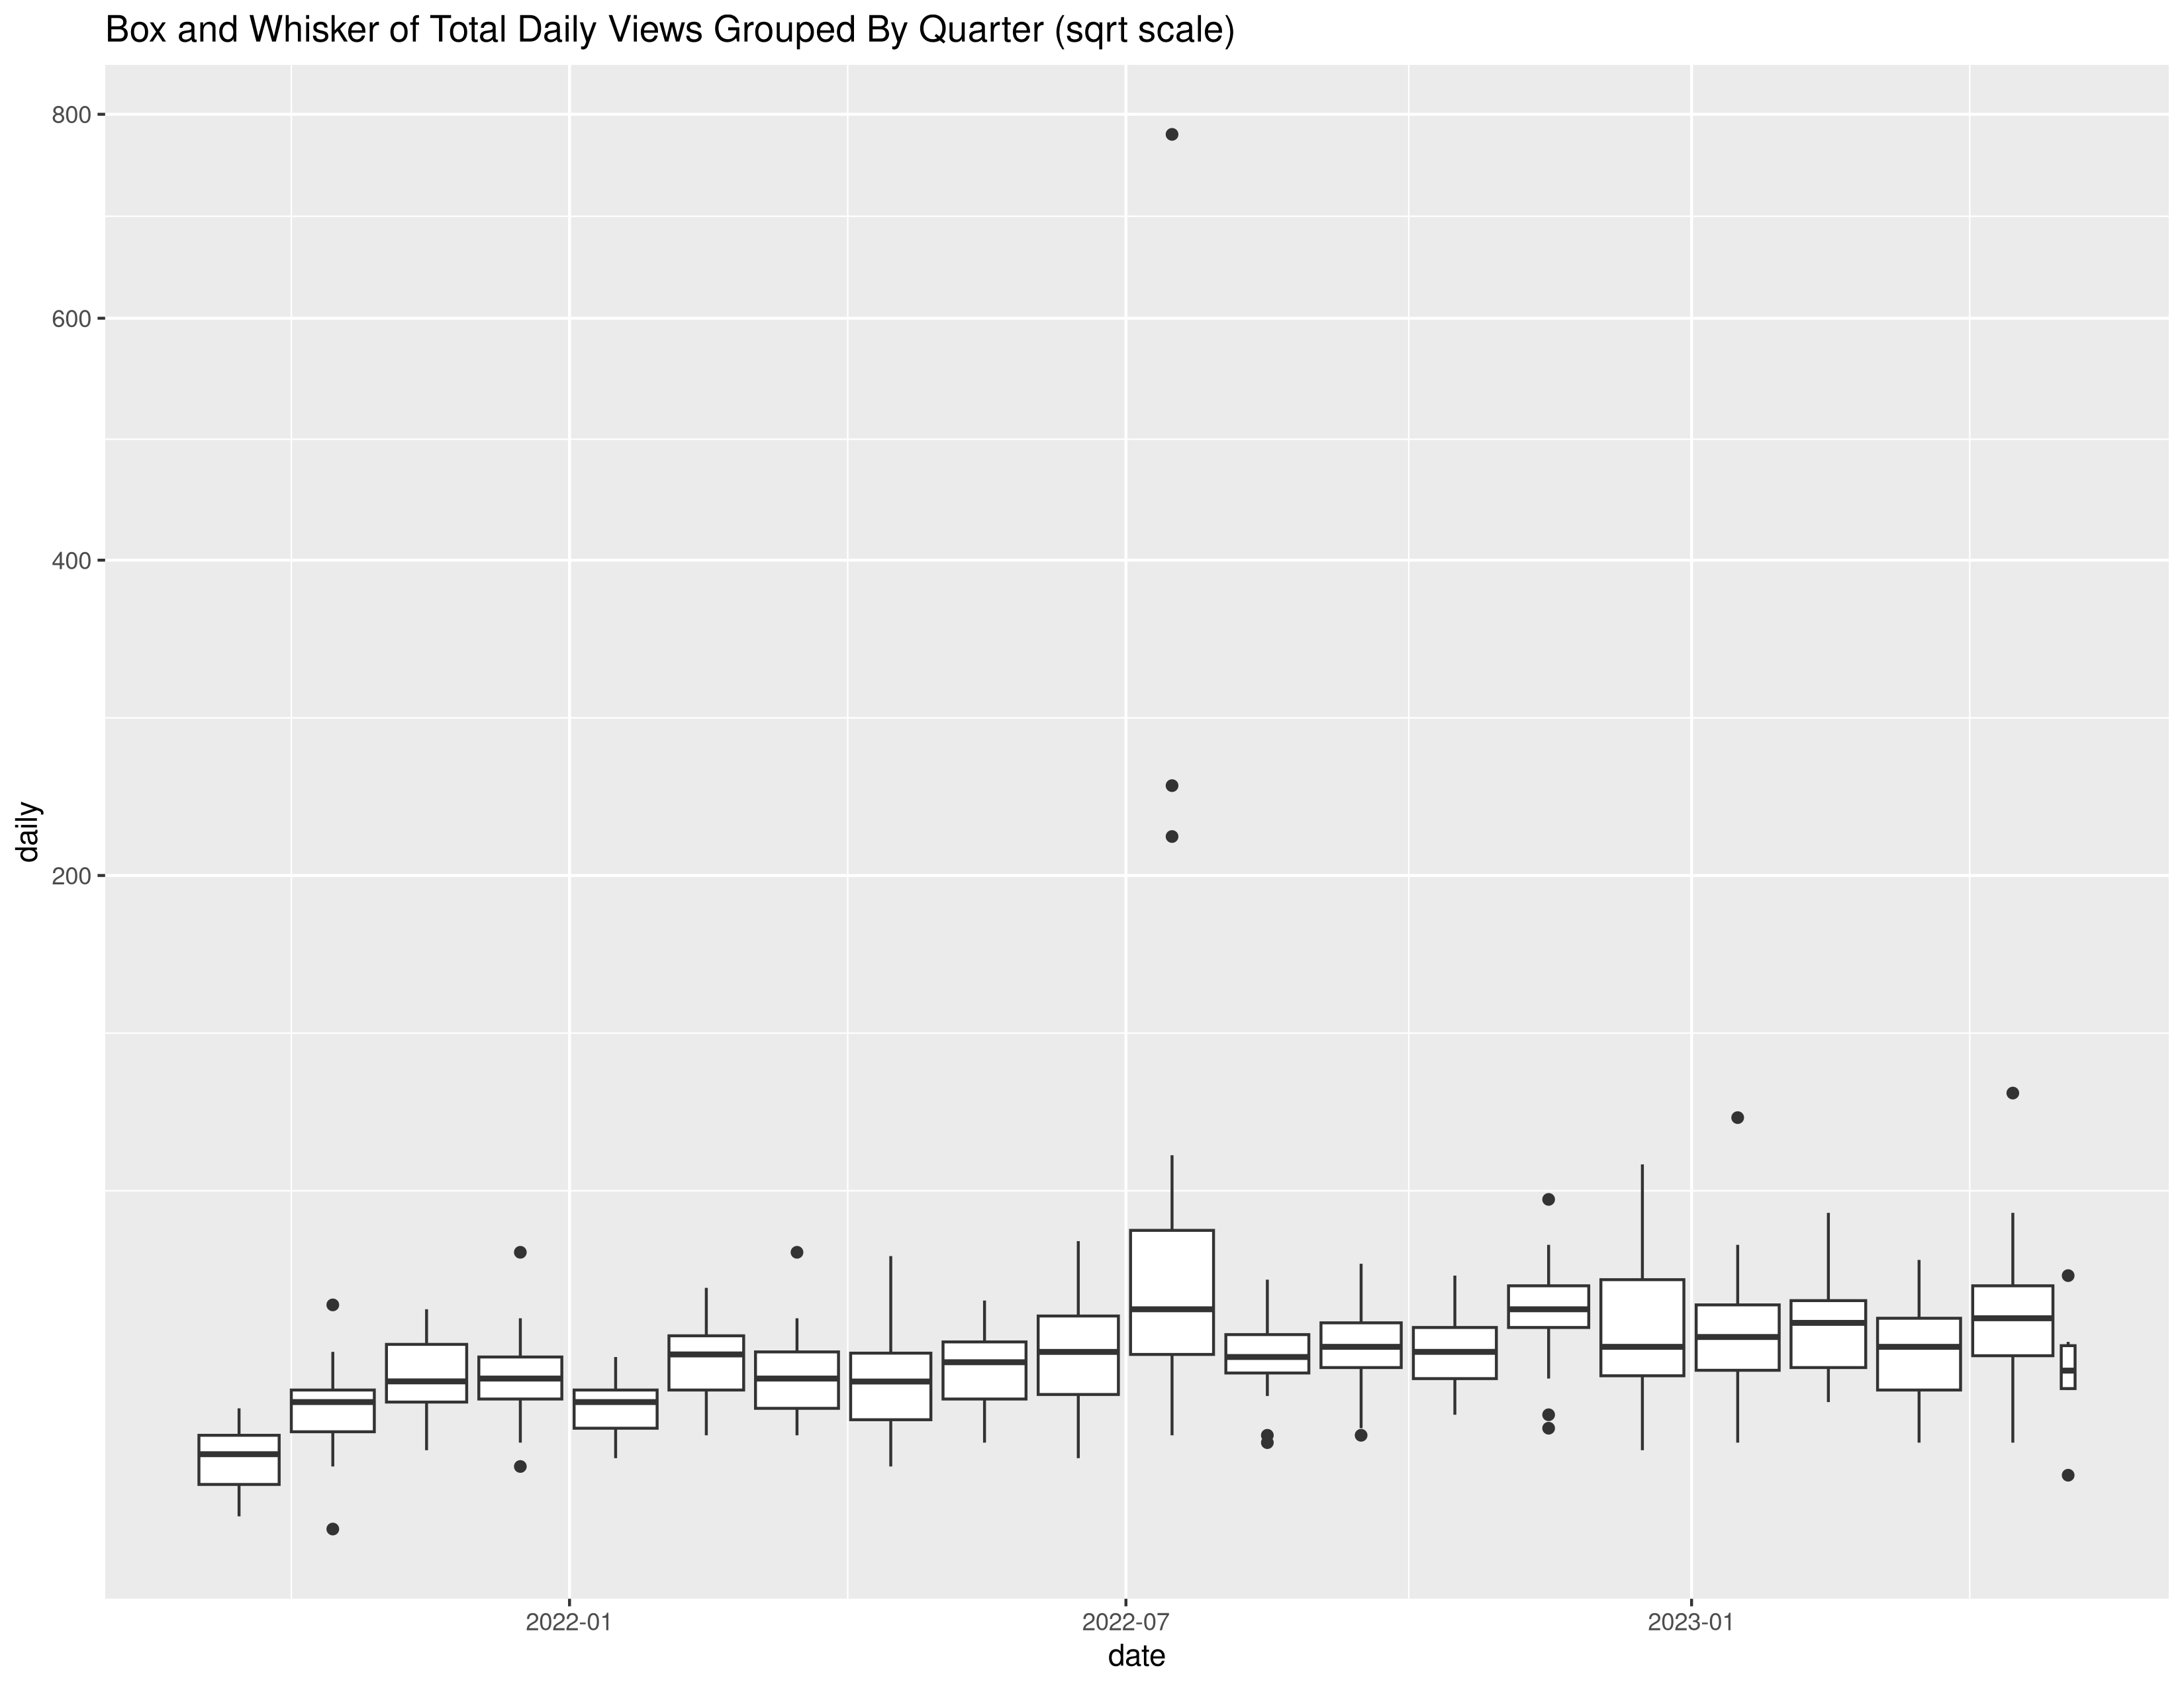 Box and Whisker of Total Daily Views Grouped By Quarter (sqrt scale)
800
600
400
200
daily
2022-01
2022-07
2023-01
date